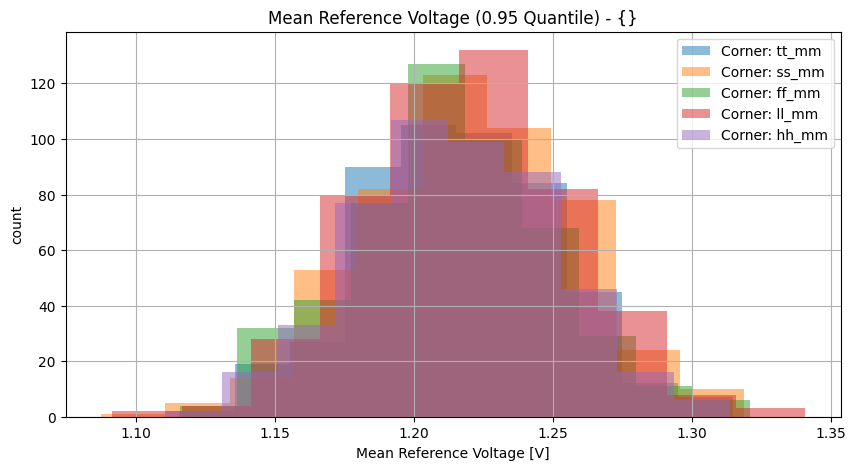 Mean Reference Voltage (0.95 Quantile) - {}
Corner: tt_mm
Corner: ss_mm
Corner: ff_mm
Corner: ll_mm
Corner: hh_mm
120
100
80
60
40
20
0
count
1.10 1.15 1.20 1.25 1.30 1.35
Mean Reference Voltage [V]